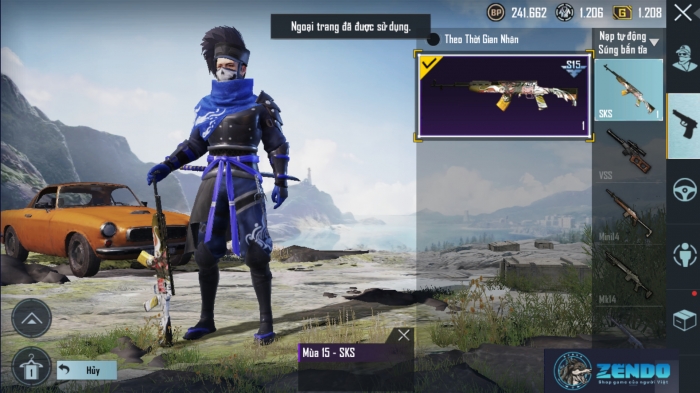 BP 241.662 AG 1.206 G 1.208
Ngoại trang đã được sử dụng.
Theo Thời Gian Nhận
Nạp tự động
Súng bắn tỉa
S15
1
SKS
1
VSS
Mini14
Mk14
Mùa 15 - SKS
1
Hủy
ZENDO
Shop game của người Việt